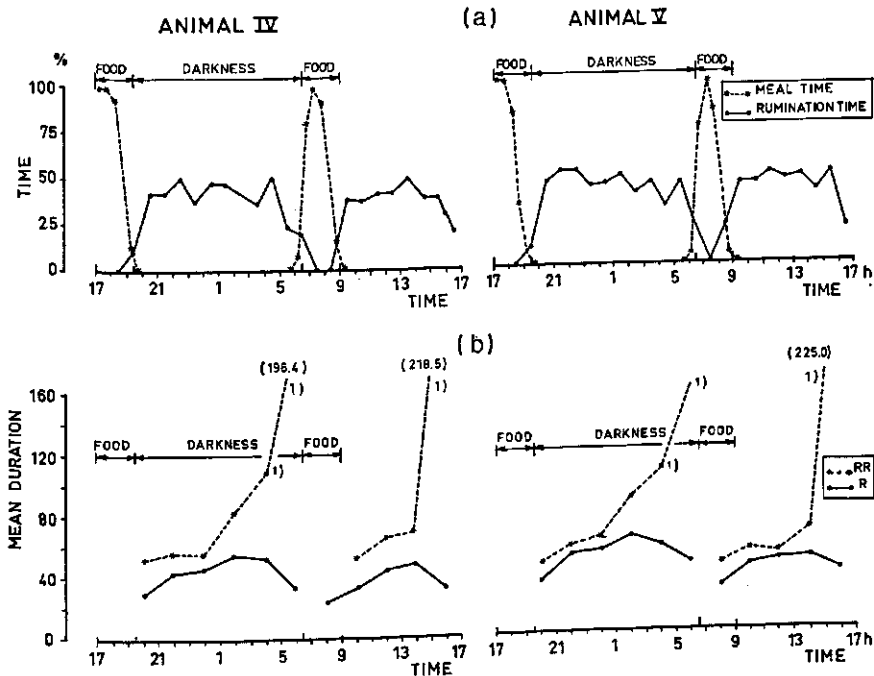 ANIMAL IV (a) ANIMAL V
% FOOD DARKNESS FOOD
100
75
50
25
0
TIME
17 21 1 5 9 13 17
TIME
FOOD DARKNESS FOOD
MEAL TIME
RUMINATION TIME
17 21 1 5 9 13 17 h
TIME
(b)
(196.4) (218.5)
1) 1)
160
120
80
40
0
MEAN DURATION
FOOD DARKNESS FOOD
1)
17 21 1 5 9 13 17
TIME
(225.0)
1) 1)
FOOD DARKNESS FOOD
1)
RR
R
17 21 1 5 9 13 17h
TIME